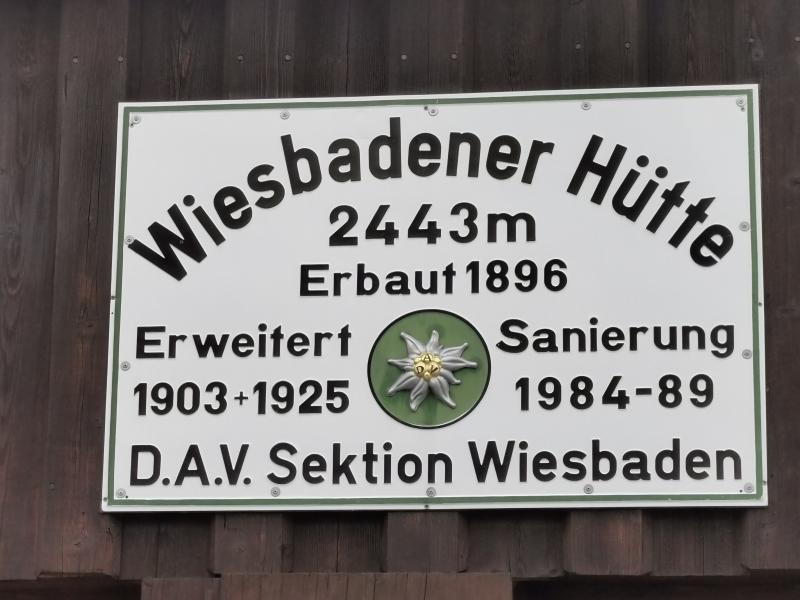 Wiesbadener Hütte
2443m
Erbaut 1896
Erweitert
1903+1925
Sanierung
1984-89
D.A.V. Sektion Wiesbaden